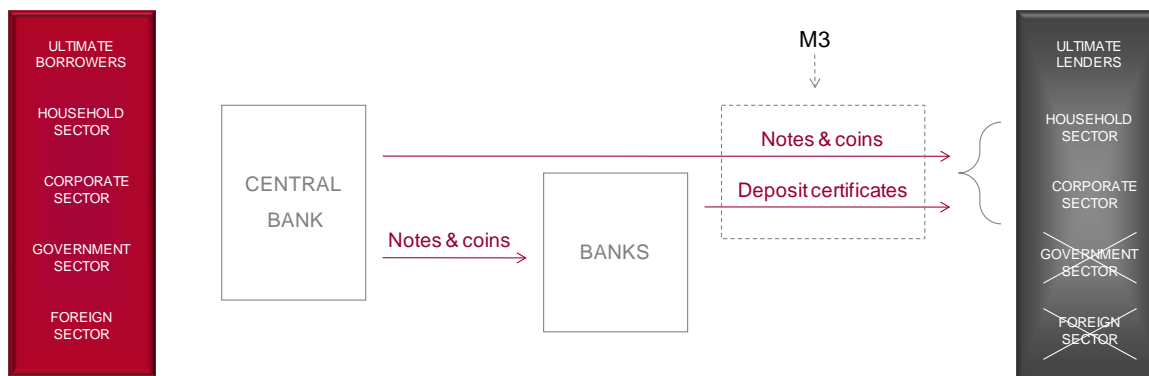 ULTIMATE
BORROWERS
HOUSEHOLD
SECTOR
CORPORATE
SECTOR
GOVERNMENT
SECTOR
FOREIGN
SECTOR
CENTRAL
BANK
Notes & coins
BANKS
M3
Notes & coins
Deposit certificates
ULTIMATE
LENDERS
HOUSEHOLD
SECTOR
CORPORATE
SECTOR
GOVERNMENT
SECTOR
FOREIGN
SECTOR